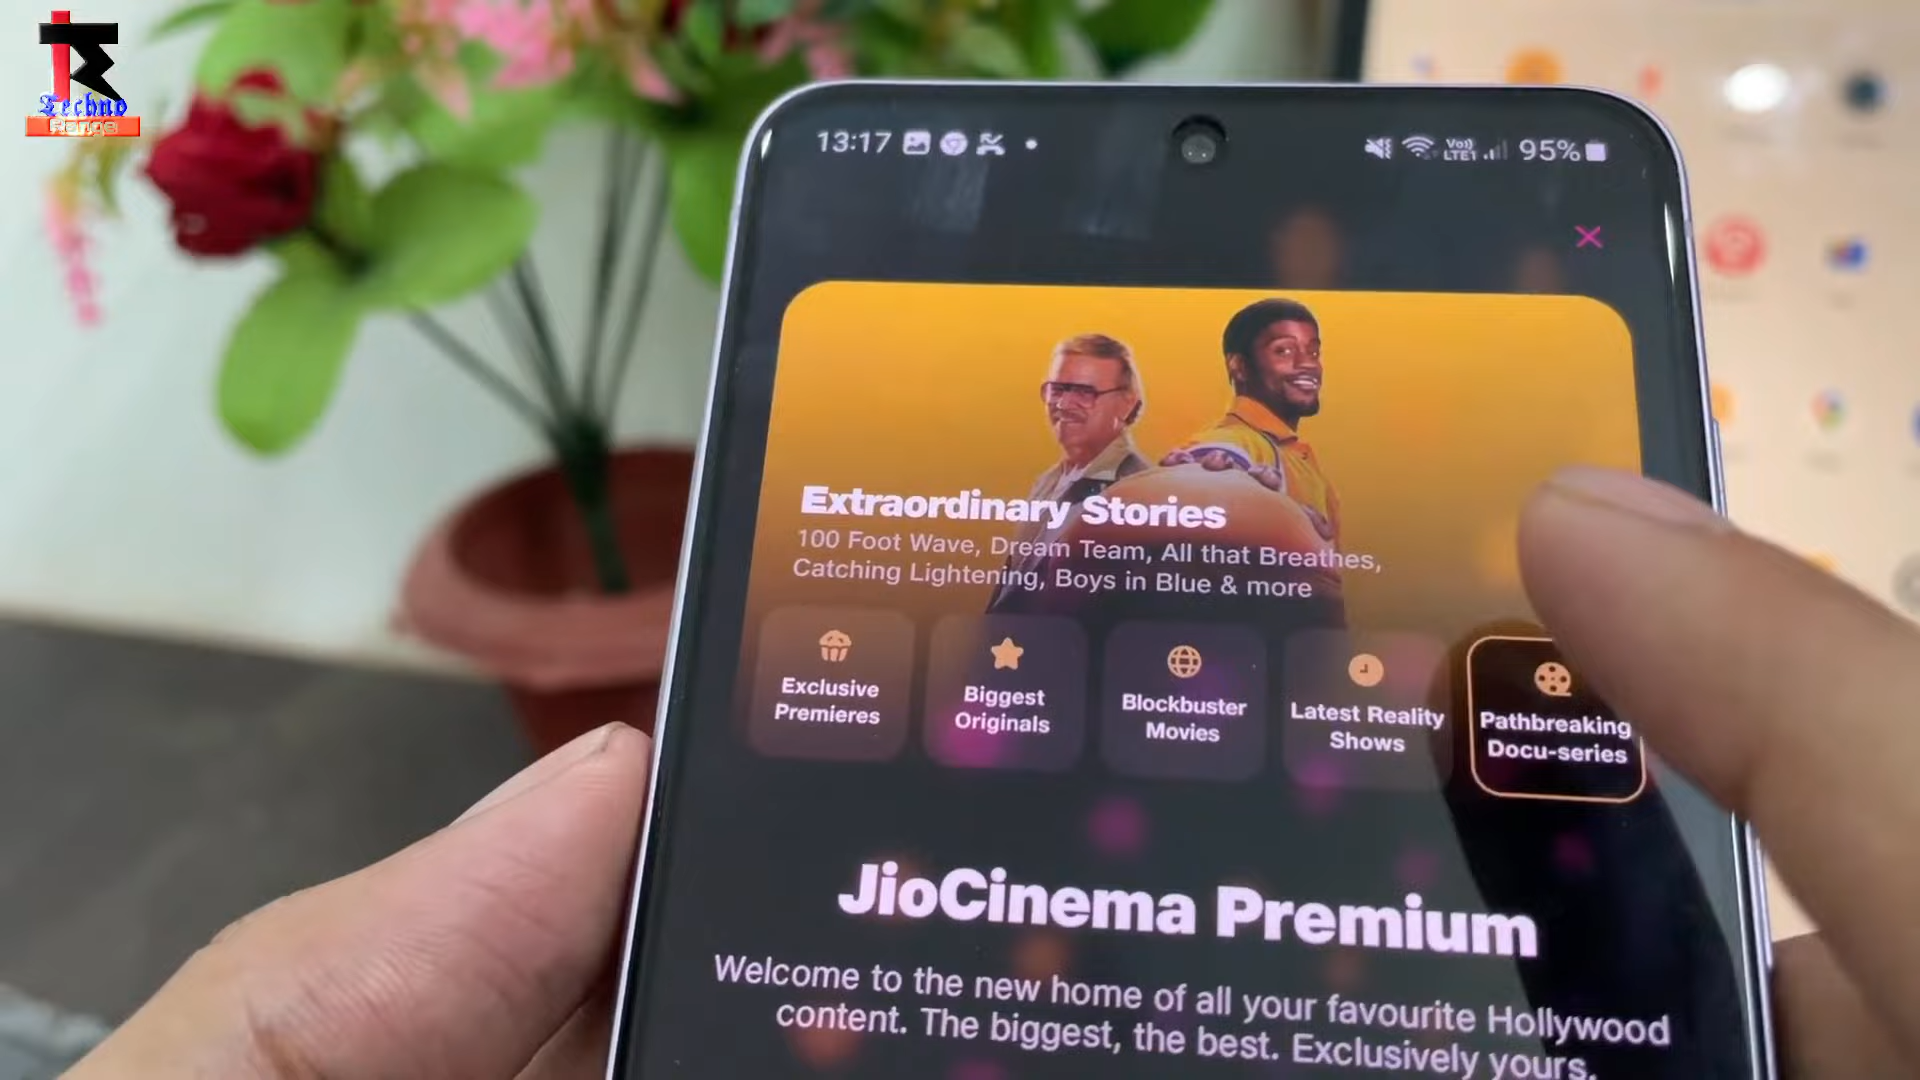 Techno
Range
13:17
Vo))
LTE1
95%
Extraordinary Stories
100 Foot Wave, Dream Team, All that Breathes,
Catching Lightening, Boys in Blue & more
Exclusive
Premieres
Biggest
Originals
Blockbuster
Movies
Latest Reality
Shows
Pathbreaking
Docu-series
JioCinema Premium
Welcome to the new home of all your favourite Hollywood
content. The biggest, the best. Exclusively yours.